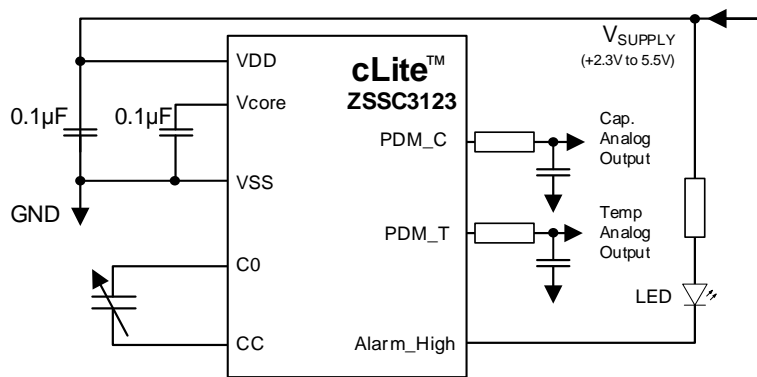 VSUPPLY
(+2.3V to 5.5V)
VDD
cLite™
ZSSC3123
Vcore
0.1µF
0.1µF
PDM_C
Cap.
Analog
Output
VSS
GND
PDM_T
Temp
Analog
Output
C0
LED
CC
Alarm_High